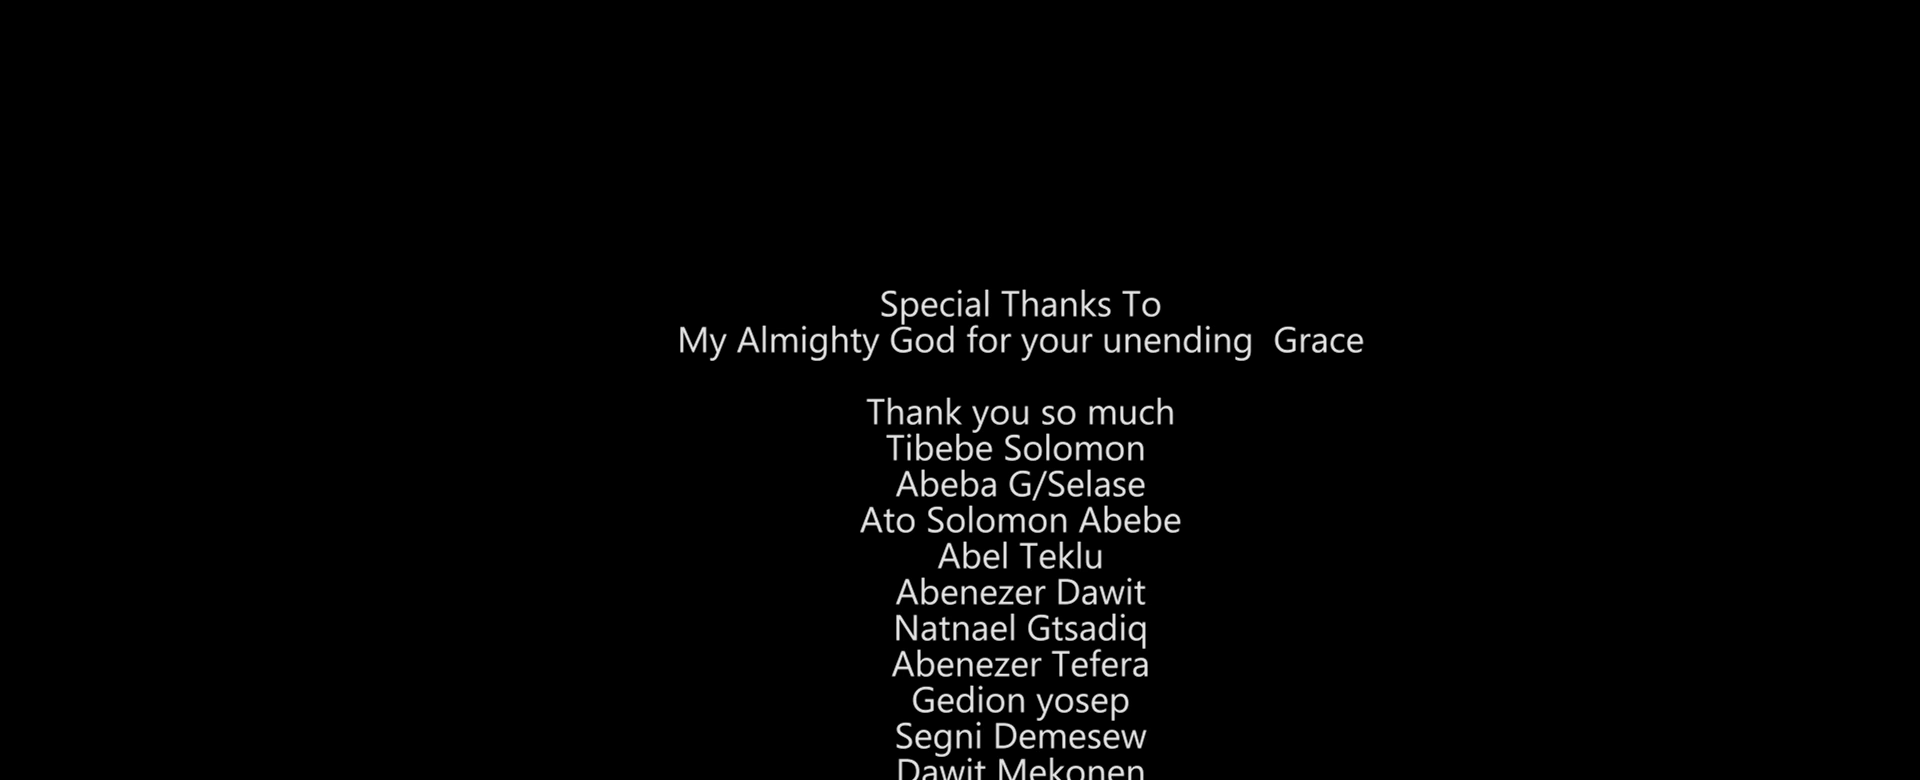 Special Thanks To
My Almighty God for your unending  Grace
Thank you so much
Tibebe Solomon
Abeba G/Selase
Ato Solomon Abebe
Abel Teklu
Abenezer Dawit
Natnael Gtsadiq
Abenezer Tefera
Gedion yosep
Segni Demesew
Dawit Mekonen